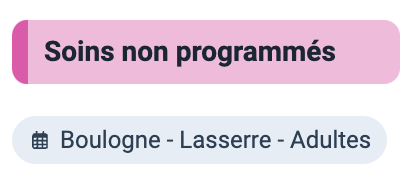 Soins non programmés
Boulogne - Lasserre - Adultes